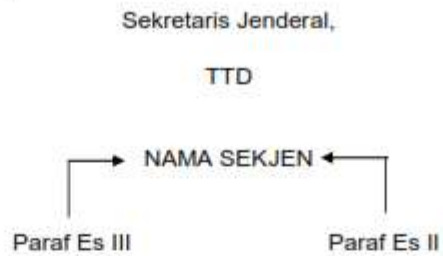 Sekretaris Jenderal,
TTD
NAMA SEKJEN
Paraf Es III Paraf Es II